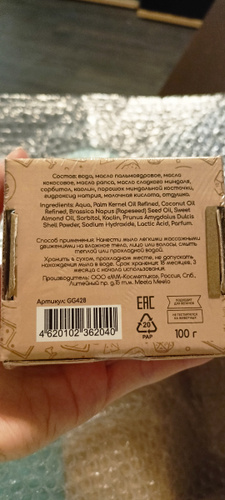 Состав: вода, масло пальмоядровое, масло
кокосовое, масло рапса, масло сладкого миндаля,
сорбитол, каолин, порошок миндальной косточки,
гидроксид натрия, молочная кислота, отдушка.
Ingredients: Aqua, Palm Kernel Oil Refined, Coconut Oil
Refined, Brassica Napus (Rapeseed) Seed Oil, Sweet
Almond Oil, Sorbitol, Kaolin, Prunus Amygdalus Dulcis
Shell Powder, Sodium Hydroxide, Lactic Acid, Parfum.
Способ применения: Нанести мыло легкими массажными
движениями на влажное тело, лицо или волосы, смыть
теплой или прохладной водой.
Хранить в сухом, прохладном месте, не допускать
нахождения мыла в воде. Срок хранения: 18 месяцев, 3
месяца с начала использования.
Производитель: ООО «ММ-Косметикс», Россия, Спб.,
Литейный пр. д.15 тик. Meela Meelo
Артикул: GG428
4 620102 362040
EAC
20
PAP
100 г